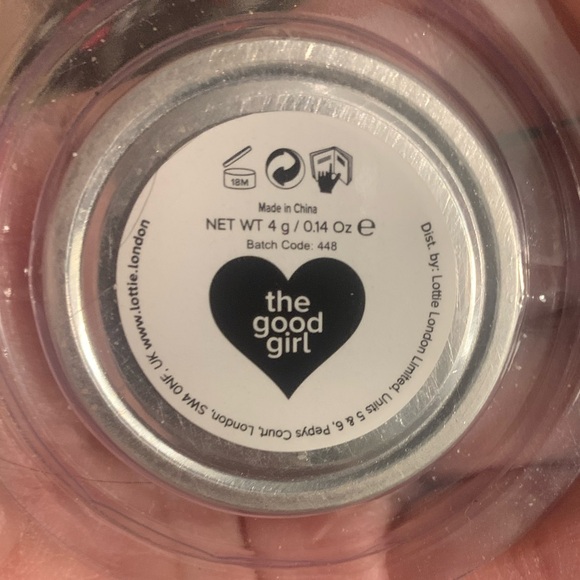 18M
Made in China
NET WT 4 g / 0.14 Oz ℮
Batch Code: 448
the
good
girl
Dist. by: Lottie London Limited, Units 5 & 6, Pepys Court, London, SW4 0NF. UK www.lottie.london